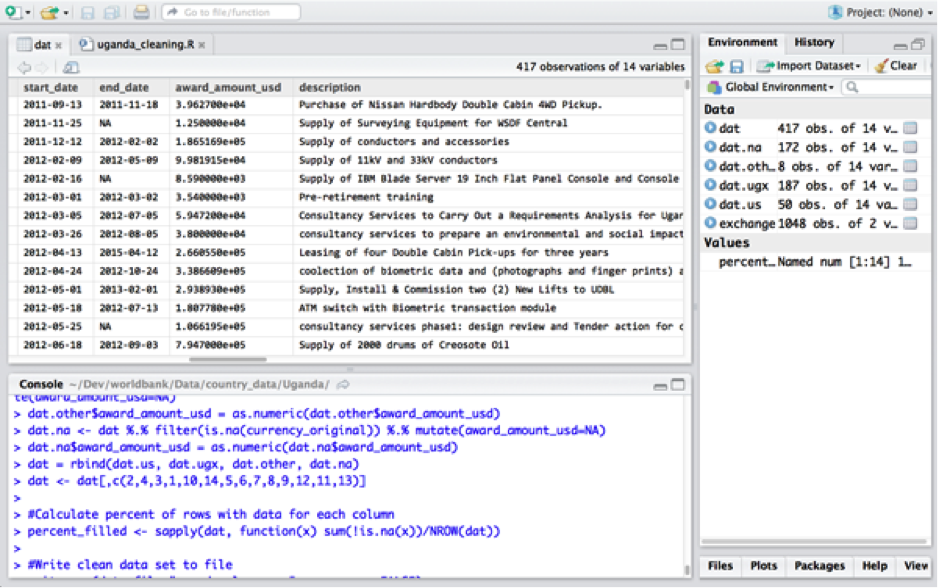 Go to file/function
Project: (None)
dat
uganda_cleaning.R
417 observations of 14 variables
start_date end_date award_amount_usd description
2011-09-13 2011-11-18 3.962700e+04 Purchase of Nissan Hardbody Double Cabin 4WD Pickup.
2011-11-25 NA 1.250000e+04 Supply of Surveying Equipment for WSDF Central
2011-12-12 2012-02-02 1.865169e+05 Supply of conductors and accessories
2012-02-09 2012-05-09 9.981915e+04 Supply of 11kV and 33kV conductors
2012-02-16 NA 8.590000e+03 Supply of IBM Blade Server 19 Inch Flat Panel Console and Console
2012-03-01 2012-03-02 3.540000e+03 Pre-retirement training
2012-03-05 2012-07-05 5.947200e+04 Consultancy Services to Carry Out a Requirements Analysis for Ugar
2012-03-26 2012-08-05 3.800000e+04 consultancy services to prepare an environmental and social impact
2012-04-13 2015-04-12 2.660550e+05 Leasing of four Double Cabin Pick-ups for three years
2012-04-24 2012-10-24 3.386609e+05 coolection of biometric data and (photographs and finger prints) a
2012-05-01 2013-02-01 2.938930e+05 Supply, Install & Commission two (2) New Lifts to UDBL
2012-05-18 2012-07-13 1.807780e+05 ATM switch with Biometric transaction module
2012-05-25 NA 1.066195e+05 consultancy services phase1: design review and Tender action for c
2012-06-18 2012-09-03 7.947000e+05 Supply of 2000 drums of Creosote Oil
Console ~/Dev/worldbank/Data/country_data/Uganda/
te(award_amount_usd=NA)
> dat.other$award_amount_usd = as.numeric(dat.other$award_amount_usd)
> dat.na <- dat %.% filter(is.na(currency_original)) %.% mutate(award_amount_usd=NA)
> dat.na$award_amount_usd = as.numeric(dat.na$award_amount_usd)
> dat = rbind(dat.us, dat.ugx, dat.other, dat.na)
> dat <- dat[,c(2,4,3,1,10,14,5,6,7,8,9,12,11,13)]
>
> #Calculate percent of rows with data for each column
> percent_filled <- sapply(dat, function(x) sum(!is.na(x))/NROW(dat))
>
> #Write clean data set to file
Environment History
Import Dataset Clear
Global Environment
Data
dat 417 obs. of 14 v…
dat.na 172 obs. of 14 v…
dat.oth… 8 obs. of 14 var…
dat.ugx 187 obs. of 14 v…
dat.us 50 obs. of 14 va…
exchange 1048 obs. of 2 v…
Values
percent… Named num [1:14] 1…
Files Plots Packages Help View